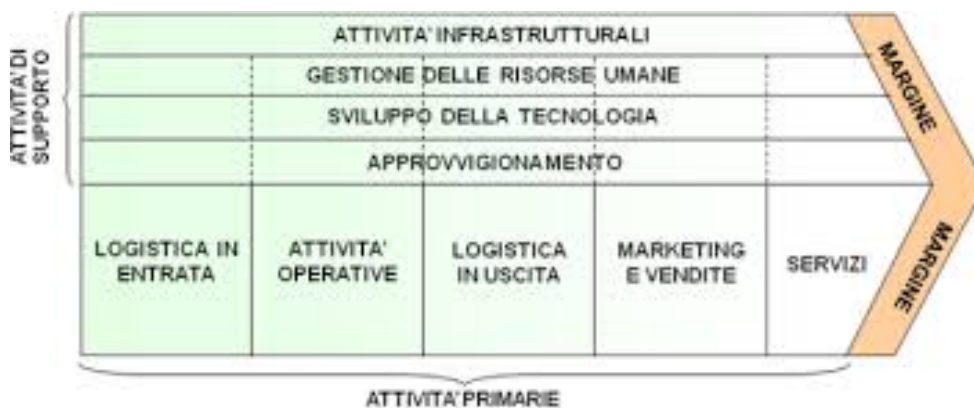 ATTIVITA' DI
SUPPORTO
ATTIVITA' INFRASTRUTTURALI
GESTIONE DELLE RISORSE UMANE
SVILUPPO DELLA TECNOLOGIA
APPROVVIGIONAMENTO
MARGINE
LOGISTICA IN
ENTRATA
ATTIVITA'
OPERATIVE
LOGISTICA
IN USCITA
MARKETING
E VENDITE
SERVIZI
MARGINE
ATTIVITA' PRIMARIE